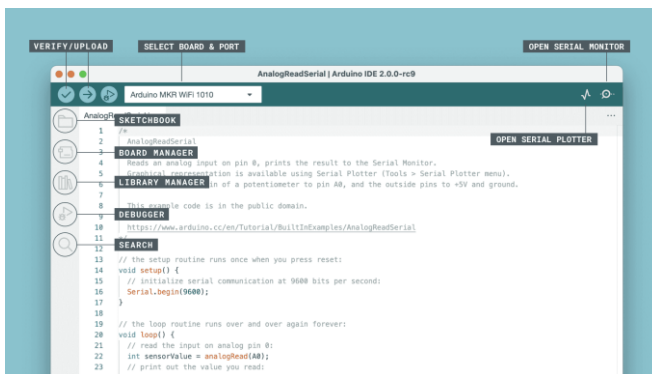 VERIFY/UPLOAD
SELECT BOARD & PORT
OPEN SERIAL MONITOR
AnalogReadSerial | Arduino IDE 2.0.0-rc9
Arduino MKR WiFi 1010
AnalogR
...
SKETCHBOOK
OPEN SERIAL PLOTTER
BOARD MANAGER
LIBRARY MANAGER
DEBUGGER
SEARCH
1 /*
2 AnalogReadSerial
3
4 Reads an analog input on pin 0, prints the result to the Serial Monitor.
5 Graphical representation is available using Serial Plotter (Tools > Serial Plotter menu).
6 in of a potentiometer to pin A0, and the outside pins to +5V and ground.
7
8 This example code is in the public domain.
9
10 https://www.arduino.cc/en/Tutorial/BuiltInExamples/AnalogReadSerial
11
12
13 // the setup routine runs once when you press reset:
14 void setup() {
15 // initialize serial communication at 9600 bits per second:
16 Serial.begin(9600);
17 }
18
19 // the loop routine runs over and over again forever:
20 void loop() {
21 // read the input on analog pin 0:
22 int sensorValue = analogRead(A0);
23 // print out the value you read: